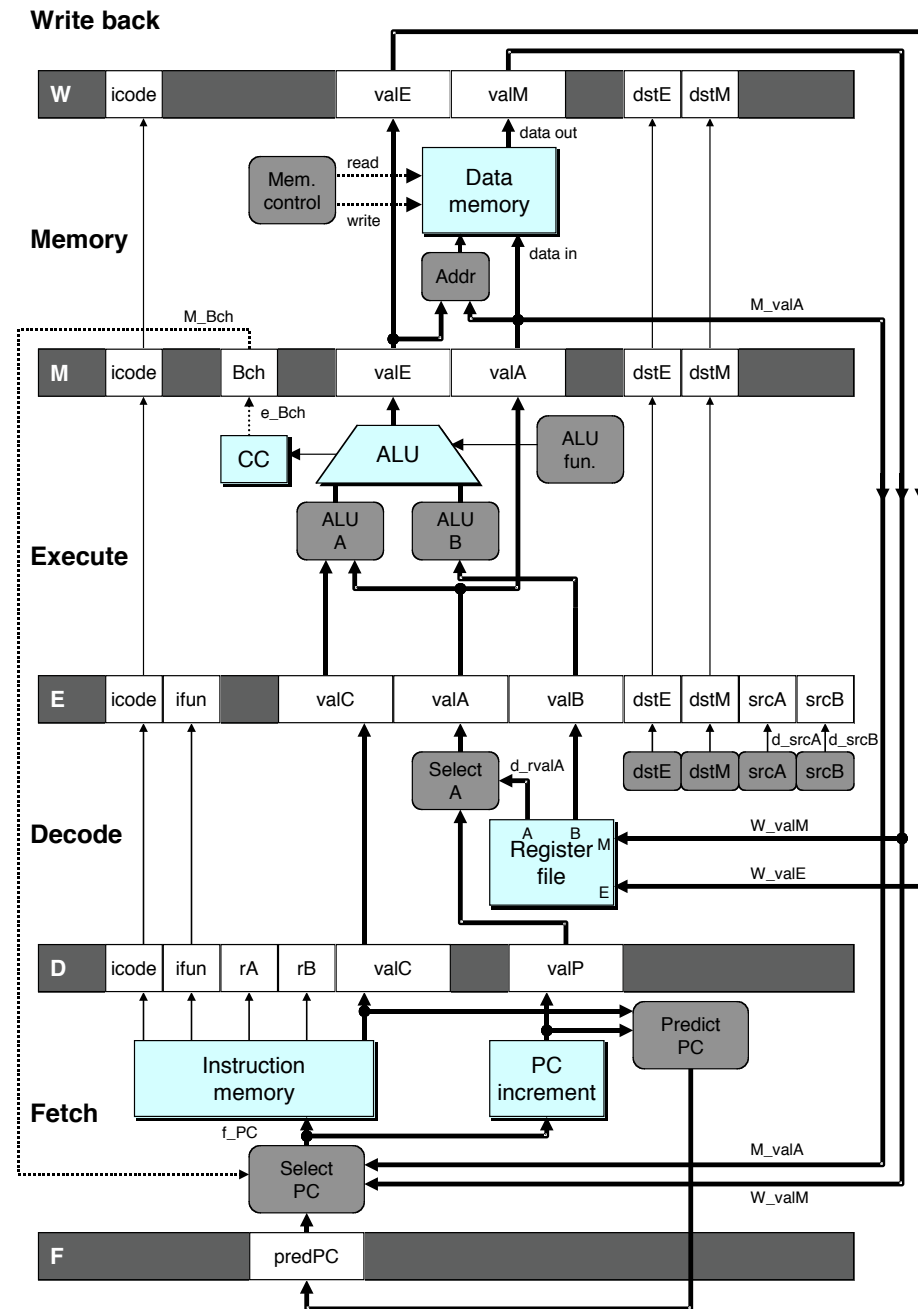 Write back
W icode valE valM dstE dstM
data out
read
Mem.
control
Data
memory
write
Memory
data in
Addr
M_Bch
M_valA
M icode Bch valE valA dstE dstM
e_Bch
CC
ALU
ALU
fun.
ALU
A
ALU
B
Execute
E icode ifun valC valA valB dstE dstM srcA srcB
d_srcA d_srcB
Select
A
d_rvalA
dstE dstM srcA srcB
Decode
A B
M
Register
file
E
W_valM
W_valE
D icode ifun rA rB valC valP
Predict
PC
Instruction
memory
PC
increment
Fetch
f_PC
Select
PC
M_valA
W_valM
F predPC